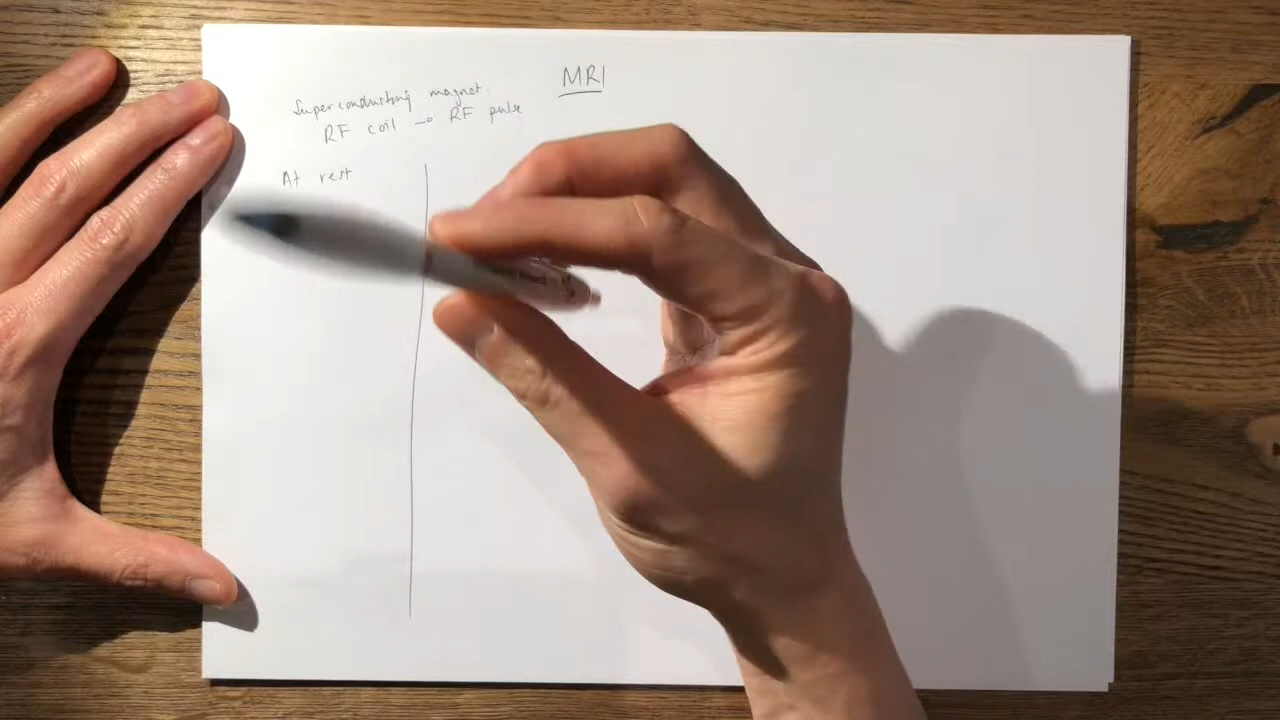 MRI
Superconducting magnet.
RF coil → RF pulse
At rest